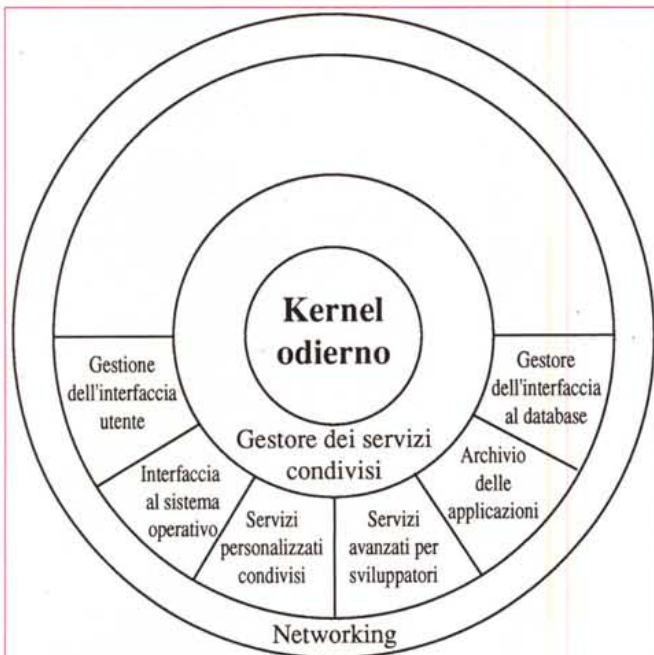 Kernel
odierno
Gestore dei servizi
condivisi
Gestione
dell'interfaccia
utente
Interfaccia
al sistema
operativo
Servizi
personalizzati
condivisi
Servizi
avanzati per
sviluppatori
Archivio
delle
applicazioni
Gestore
dell'interfaccia
al database
Networking